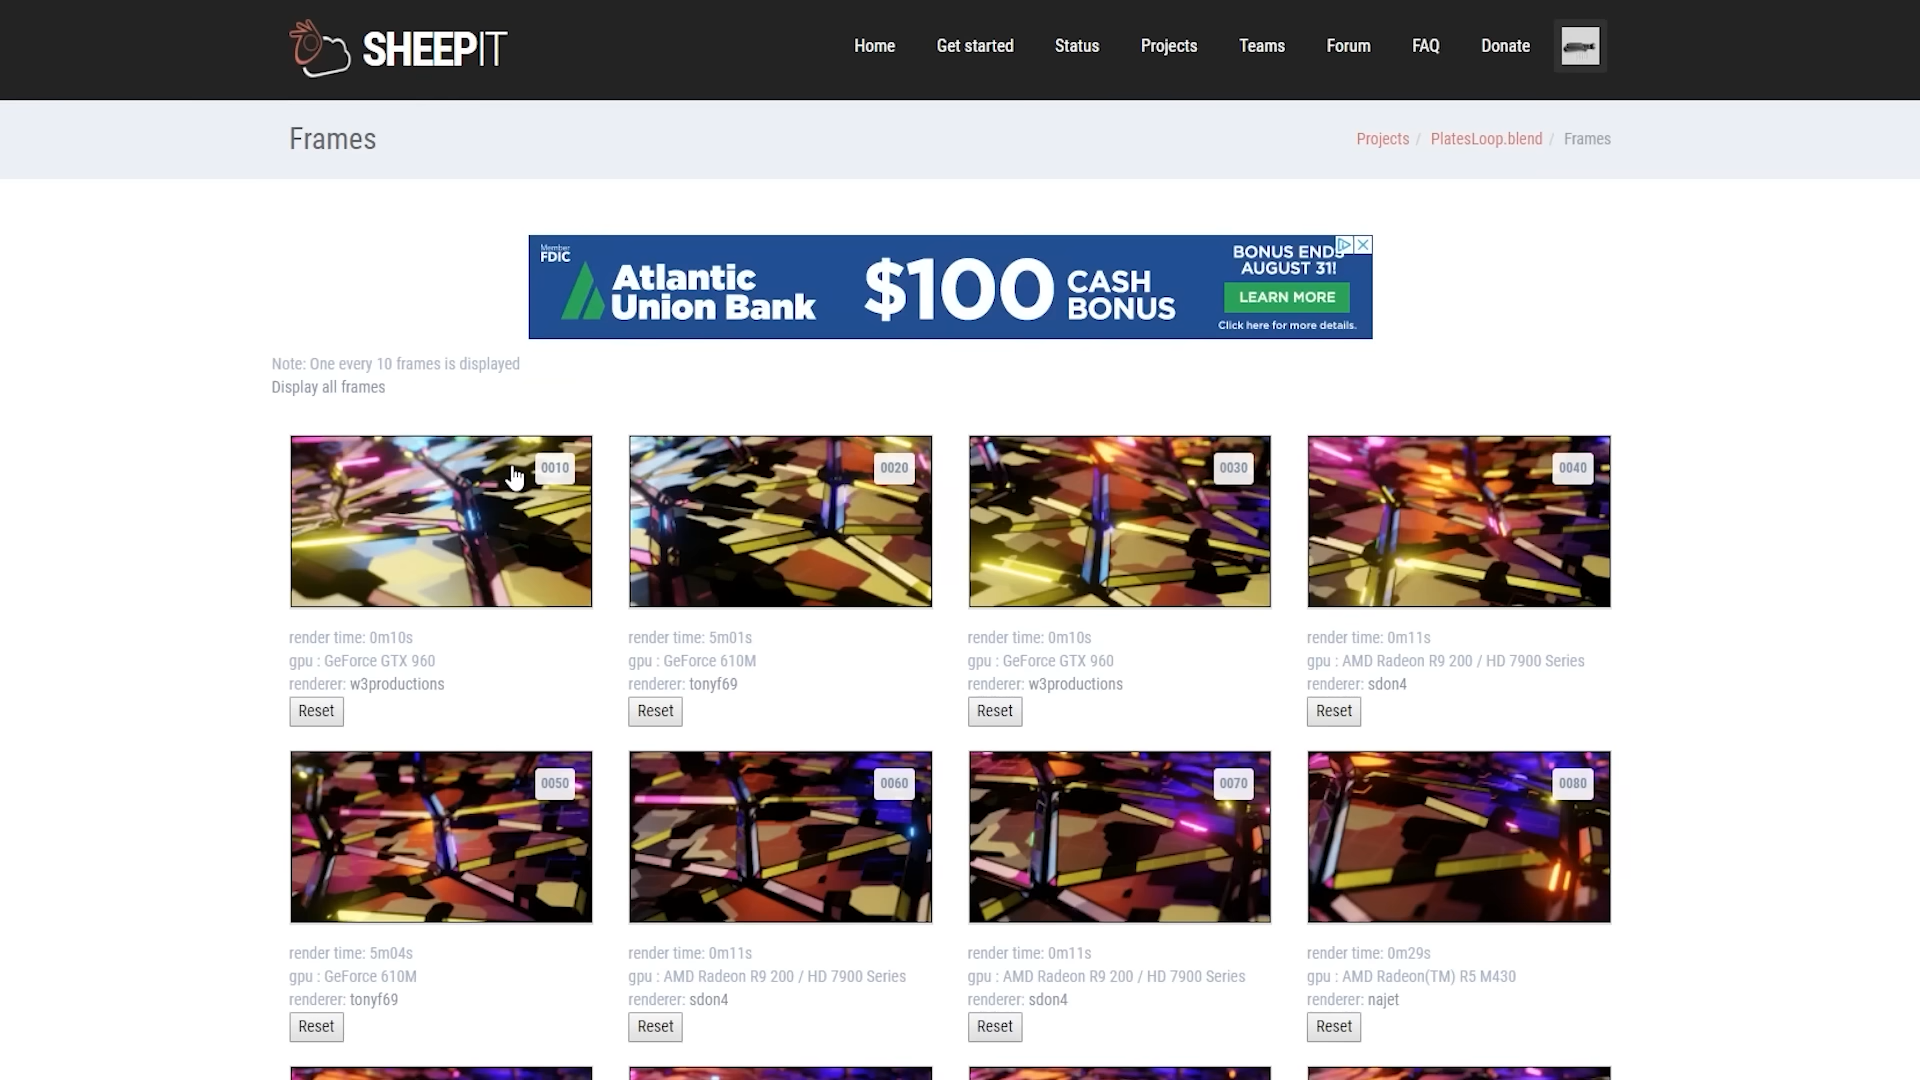 SHEEPIT
Home
Get started
Status
Projects
Teams
Forum
FAQ
Donate
Frames
Projects / PlatesLoop.blend / Frames
Member
FDIC
Atlantic
Union Bank
$100
CASH
BONUS
BONUS ENDS
AUGUST 31!
LEARN MORE
Click here for more details.
Note: One every 10 frames is displayed
Display all frames
0010
0020
0030
0040
render time: 0m10s
gpu : GeForce GTX 960
renderer: w3productions
Reset
render time: 5m01s
gpu : GeForce 610M
renderer: tonyf69
Reset
render time: 0m10s
gpu : GeForce GTX 960
renderer: w3productions
Reset
render time: 0m11s
gpu : AMD Radeon R9 200 / HD 7900 Series
renderer: sdon4
Reset
0050
0060
0070
0080
render time: 5m04s
gpu : GeForce 610M
renderer: tonyf69
Reset
render time: 0m11s
gpu : AMD Radeon R9 200 / HD 7900 Series
renderer: sdon4
Reset
render time: 0m11s
gpu : AMD Radeon R9 200 / HD 7900 Series
renderer: sdon4
Reset
render time: 0m29s
gpu : AMD Radeon(TM) R5 M430
renderer: najet
Reset